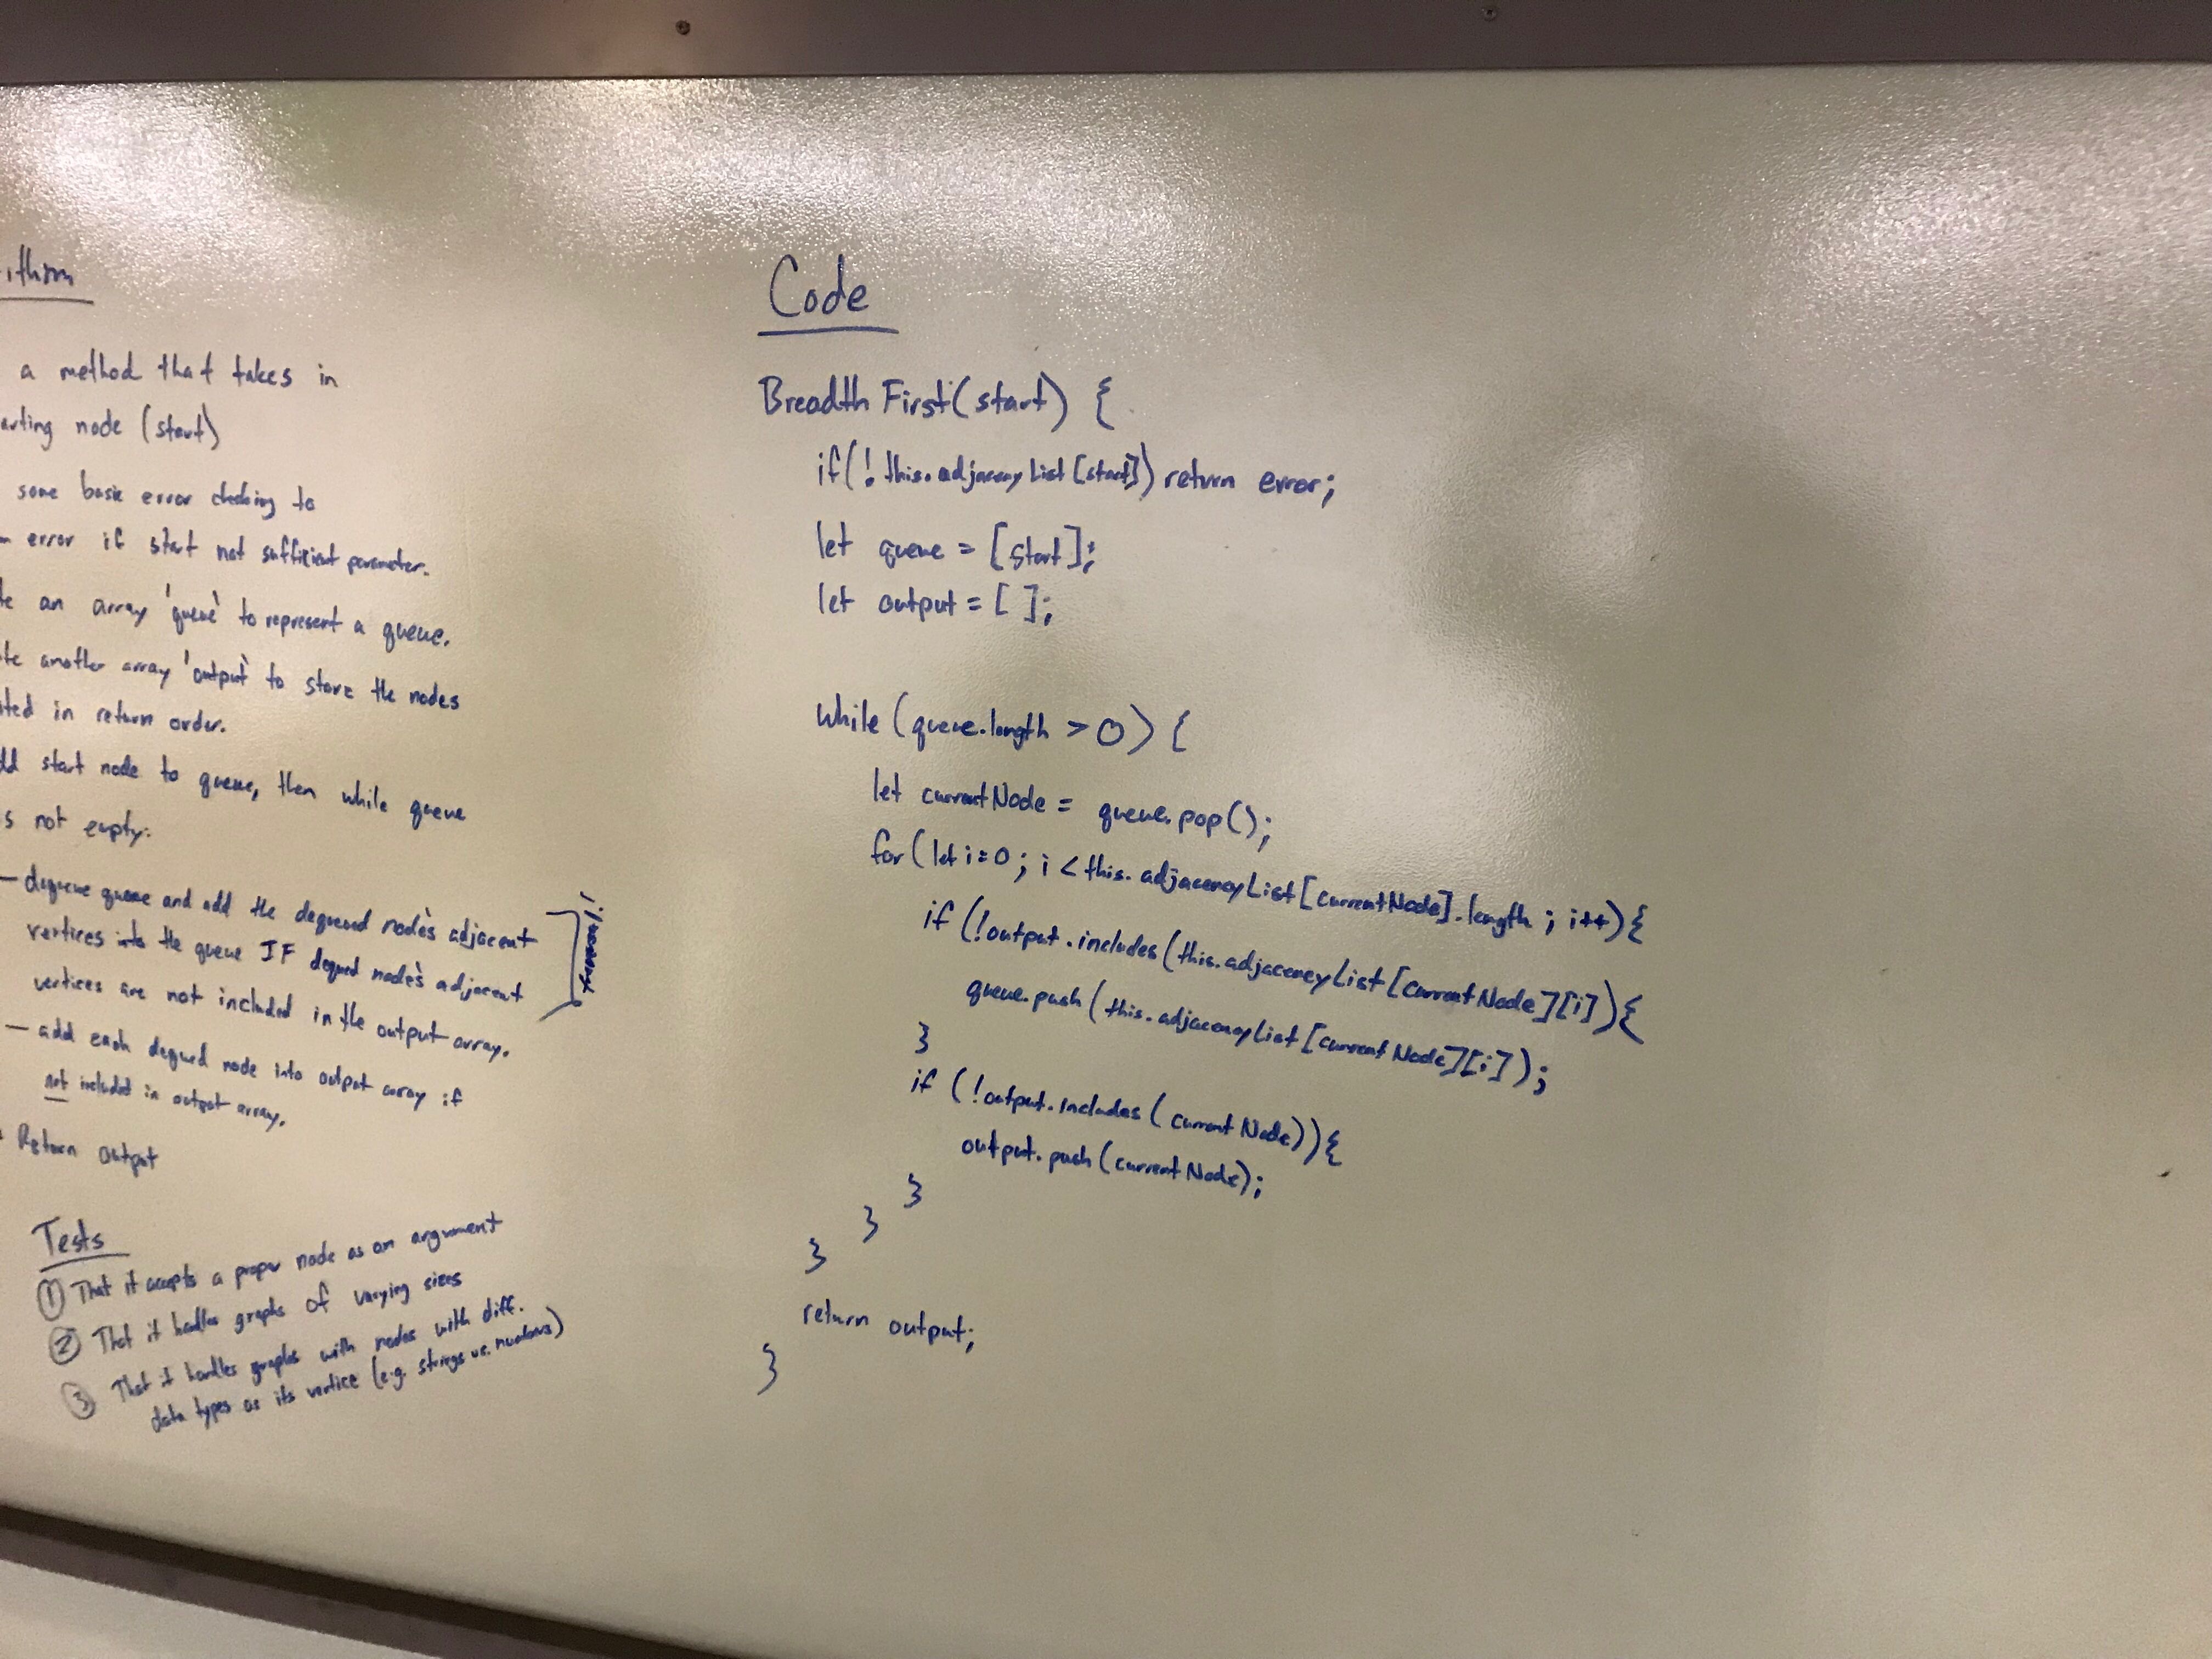 ithm
a method that takes in
arting node (start)
some basic error checking to
error if start not sufficient parameter.
te an array 'queue' to represent a queue.
te another array 'output' to store the nodes
ted in return order.
dd start node to queue, then while queue
s not empty:
— dequeue queue and add the dequeued node's adjacent
vertices into the queue IF dequed node's adjacent
vertices are not included in the output array.
— add each dequed node into output array if
not included in output array.
Return output
Tests
① That it accepts a proper node as an argument
② That it handles graphs of varying sizes
③ That it handles graphs with nodes with diff.
data types as its vertice (e.g. strings vs. numbers)
Code
Breadth First(start) {
if(! this.adjaceny List [start]) return error;
let queue = [start];
let output = [ ];
while (queue.length > 0) {
let currentNode = queue.pop();
for (let i=0; i < this.adjacencyList[currentNode].length; i++){
if (!output.includes(this.adjacencyList[currentNode][i]){
queue.push(this.adjacencyList[currentNode][i]);
}
if (!output.includes(currentNode)){
output.push(currentNode);
}
}
}
return output;
}